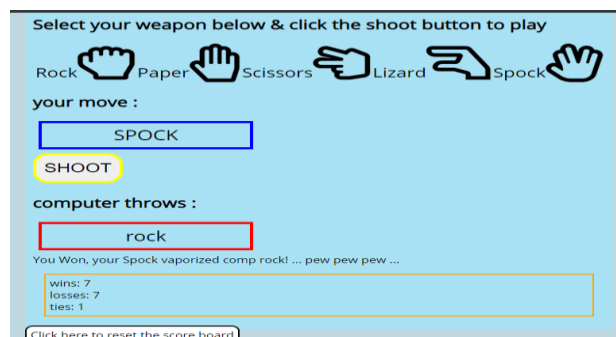 Select your weapon below & click the shoot button to play
Rock Paper Scissors Lizard Spock
your move :
SPOCK
SHOOT
computer throws :
rock
You Won, your Spock vaporized comp rock! ... pew pew pew ...
wins: 7
losses: 7
ties: 1
Click here to reset the score board